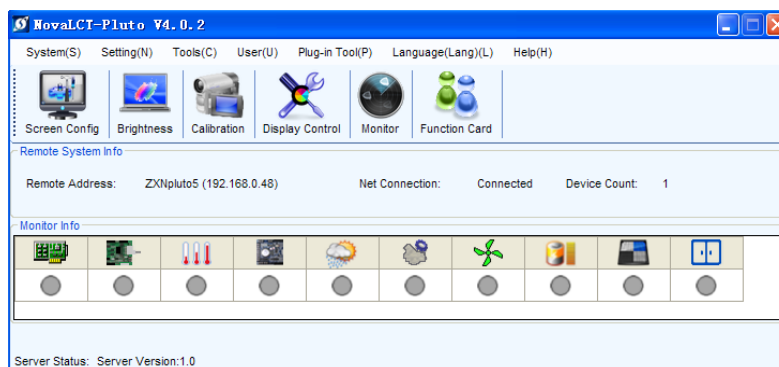 NovaLCT-Pluto V4.0.2
System(S) Setting(N) Tools(C) User(U) Plug-in Tool(P) Language(Lang)(L) Help(H)
Screen Config Brightness Calibration Display Control Monitor Function Card
Remote System Info
Remote Address: ZXNpluto5 (192.168.0.48) Net Connection: Connected Device Count: 1
Monitor Info
Server Status: Server Version:1.0